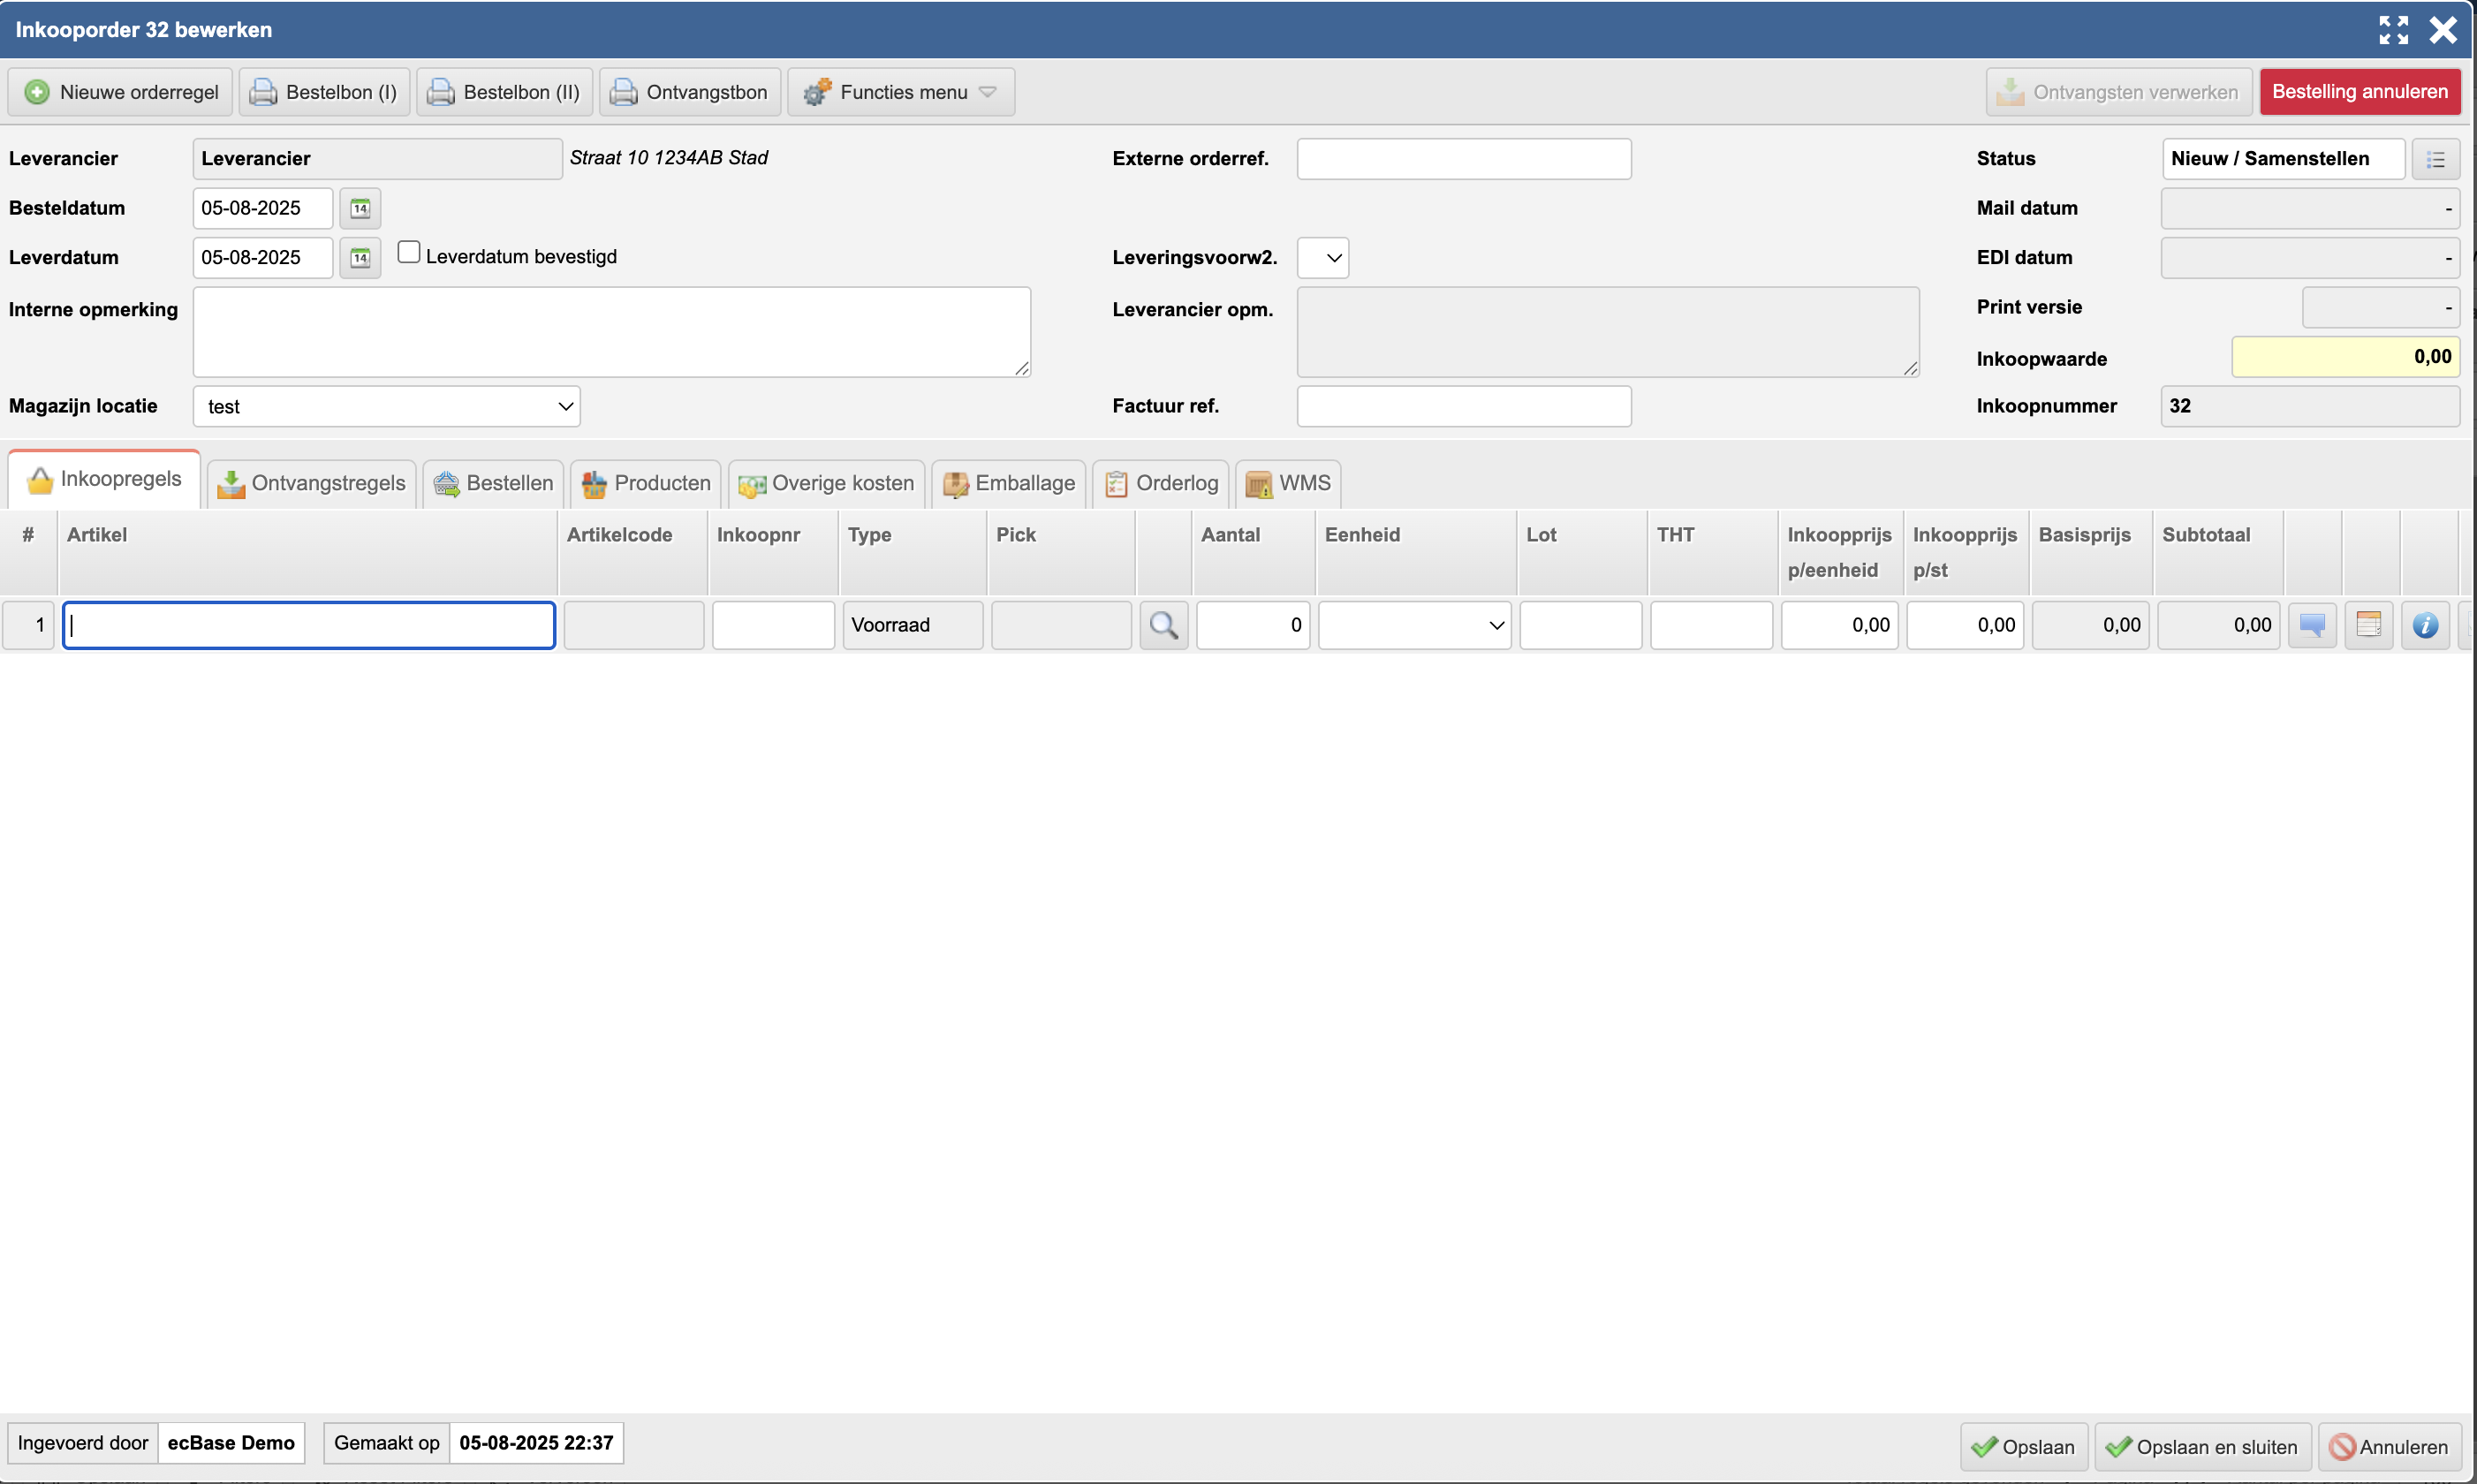 Inkooporder 32 bewerken
Nieuwe orderregel Bestelbon (I) Bestelbon (II) Ontvangstbon Functies menu Ontvangsten verwerken Bestelling annuleren
Leverancier Leverancier Straat 10 1234AB Stad Externe orderref. Status Nieuw / Samenstellen
Besteldatum 05-08-2025 14 Mail datum -
Leverdatum 05-08-2025 14 Leverdatum bevestigd Leveringsvoorw2. EDI datum -
Interne opmerking Leverancier opm. Print versie -
Inkoopwaarde 0,00
Magazijn locatie test Factuur ref. Inkoopnummer 32
Inkoopregels Ontvangstregels Bestellen Producten Overige kosten Emballage Orderlog WMS
# Artikel Artikelcode Inkoopnr Type Pick Aantal Eenheid Lot THT Inkoopprijs Inkoopprijs Basisprijs Subtotaal
p/eenheid p/st
1 Voorraad 0 0,00 0,00 0,00 0,00
Ingevoerd door ecBase Demo Gemaakt op 05-08-2025 22:37 Opslaan Opslaan en sluiten Annuleren